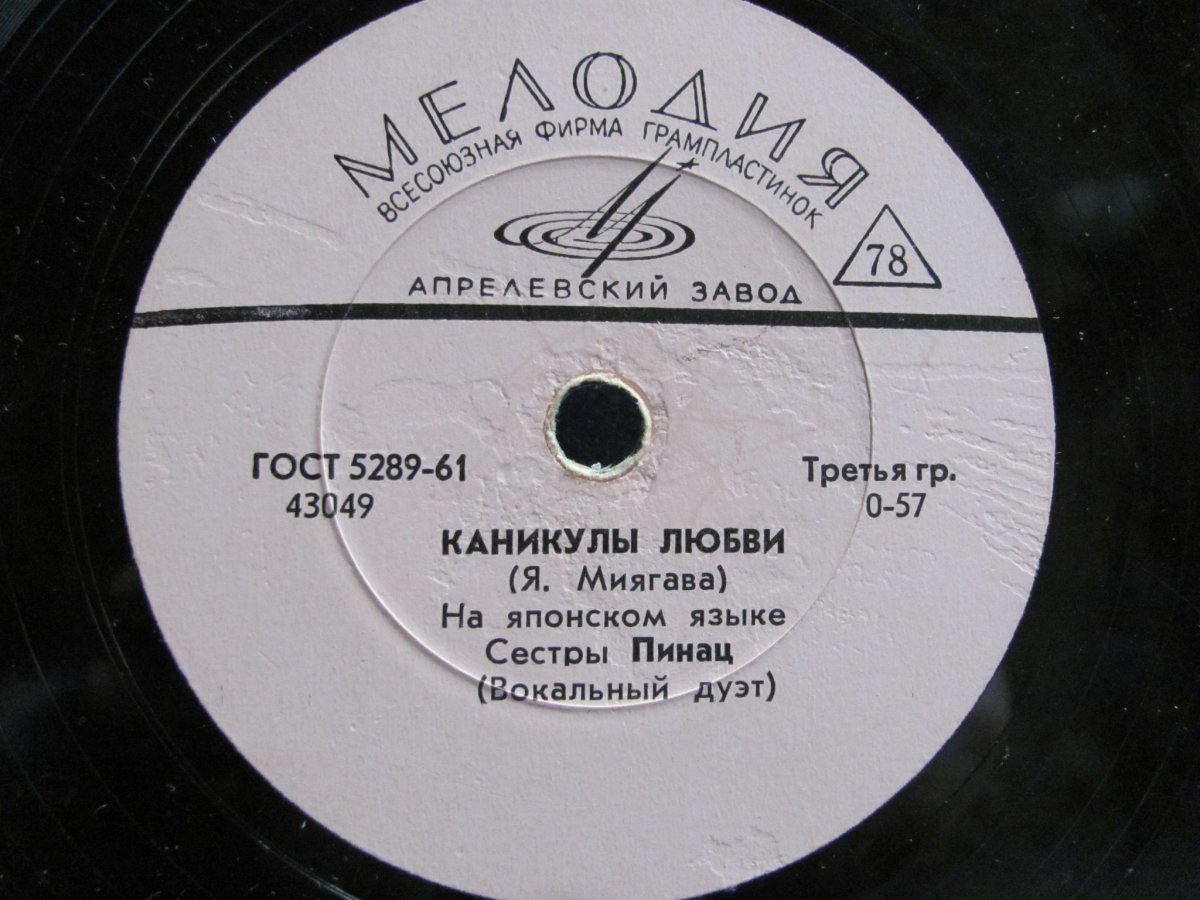 МЕЛОДИЯ
ВСЕСОЮЗНАЯ ФИРМА ГРАМПЛАСТИНОК
78
АПРЕЛЕВСКИЙ ЗАВОД
ГОСТ 5289-61
43049
Третья гр.
0-57
КАНИКУЛЫ ЛЮБВИ
(Я. Миягава)
На японском языке
Сестры Пинац
(Вокальный дуэт)